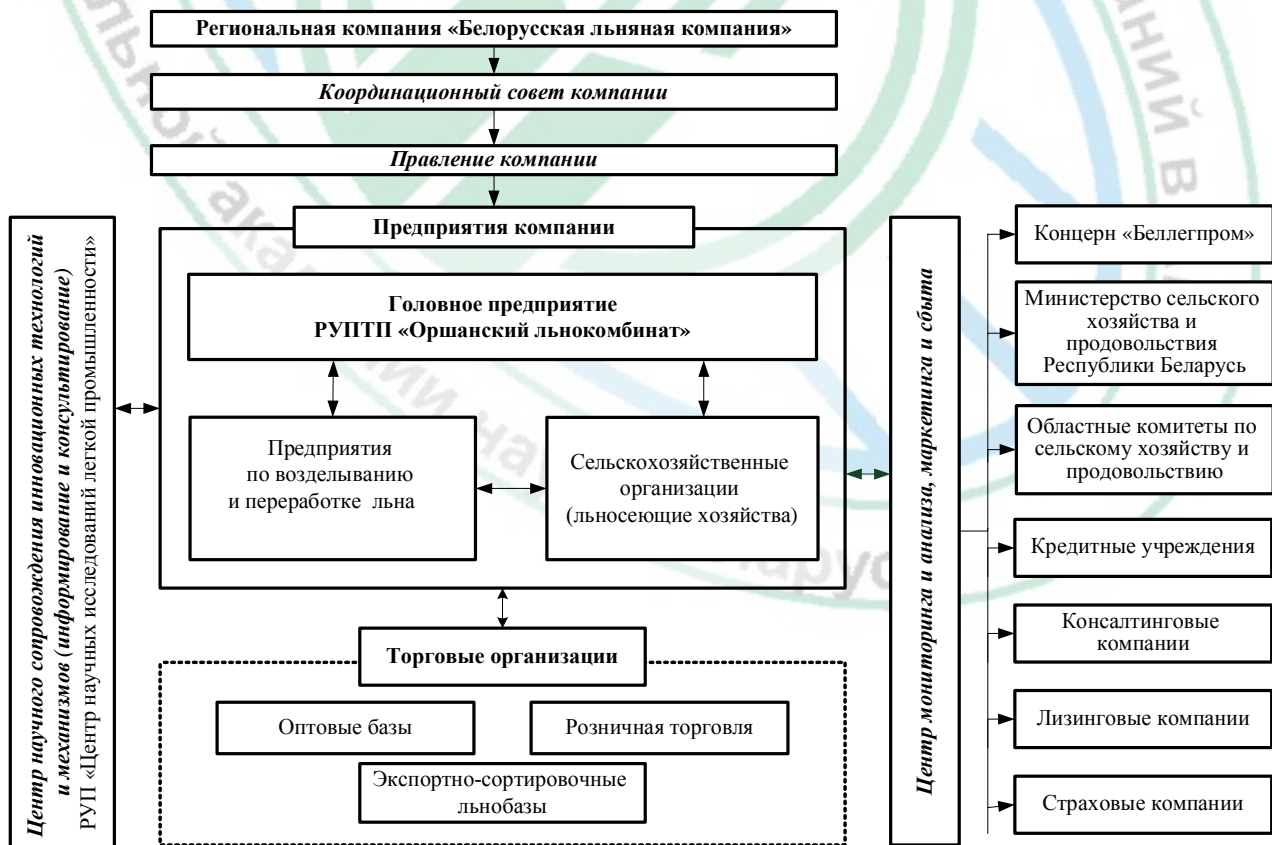 Региональная компания «Белорусская льняная компания»
Координационный совет компании
Правление компании
Предприятия компании
Головное предприятие
РУПТП «Оршанский льнокомбинат»
Предприятия
по возделыванию
и переработке льна
Сельскохозяйственные
организации
(льносеющие хозяйства)
Торговые организации
Оптовые базы
Розничная торговля
Экспортно-сортировочные
льнобазы
Центр научного сопровождения инновационных технологий
и механизмов (информирование и консультирование)
РУП «Центр научных исследований легкой промышленности»
Центр мониторинга и анализа, маркетинга и сбыта
Концерн «Беллегпром»
Министерство сельского
хозяйства и
продовольствия
Республики Беларусь
Областные комитеты по
сельскому хозяйству и
продовольствию
Кредитные учреждения
Консалтинговые
компании
Лизинговые компании
Страховые компании